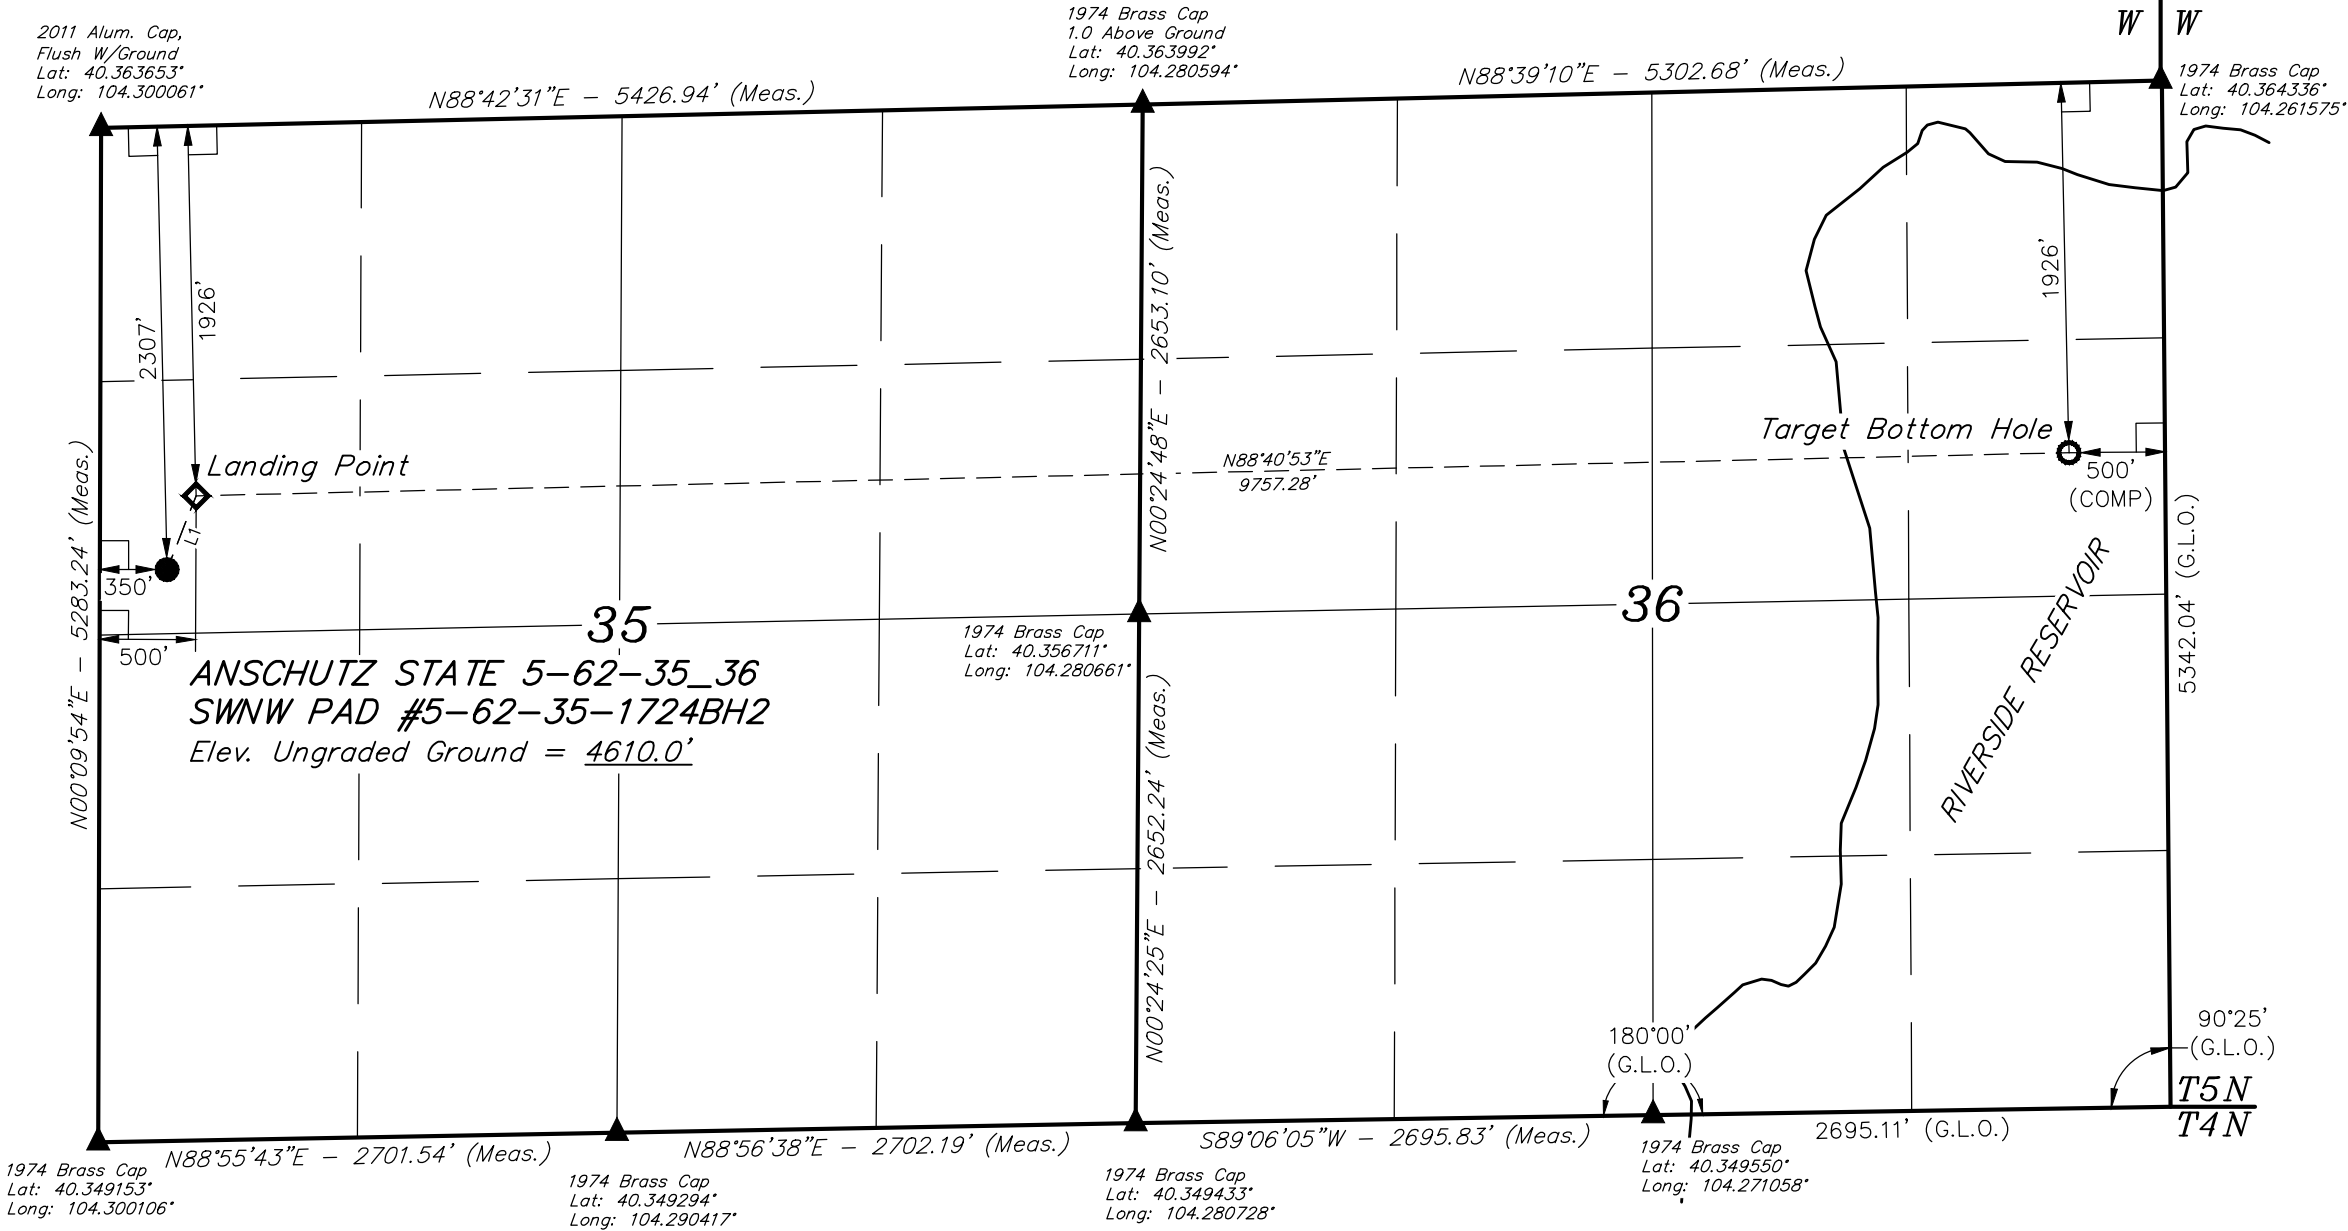 2011 Alum. Cap,
Flush W/Ground
Lat: 40.363653°
Long: 104.300061°
1974 Brass Cap
1.0 Above Ground
Lat: 40.363992°
Long: 104.280594°
W W
1974 Brass Cap
Lat: 40.364336°
Long: 104.261575°
N88°42'31"E - 5426.94' (Meas.)
N88°39'10"E - 5302.68' (Meas.)
2307'
1926'
N00°24'48"E - 2653.10' (Meas.)
1926'
Landing Point
Target Bottom Hole
N88°40'53"E
9757.28'
500'
(COMP)
L1
350'
500'
N00°09'54"E - 5283.24' (Meas.)
35
36
1974 Brass Cap
Lat: 40.356711°
Long: 104.280661°
ANSCHUTZ STATE 5-62-35_36
SWNW PAD #5-62-35-1724BH2
Elev. Ungraded Ground = 4610.0'
RIVERSIDE RESERVOIR
5342.04' (G.L.O.)
N00°24'25"E - 2652.24' (Meas.)
180°00'
(G.L.O.)
90°25'
(G.L.O.)
T5N
T4N
N88°55'43"E - 2701.54' (Meas.)
N88°56'38"E - 2702.19' (Meas.)
S89°06'05"W - 2695.83' (Meas.)
2695.11' (G.L.O.)
1974 Brass Cap
Lat: 40.349153°
Long: 104.300106°
1974 Brass Cap
Lat: 40.349294°
Long: 104.290417°
1974 Brass Cap
Lat: 40.349433°
Long: 104.280728°
1974 Brass Cap
Lat: 40.349550°
Long: 104.271058°